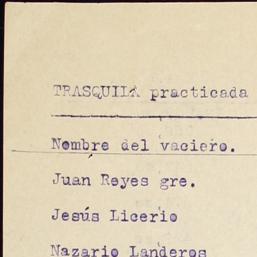 TRASQUILA practicada
Nombre del vaciero.
Juan Reyes gre.
Jesús Licerio
Nazario Landeros